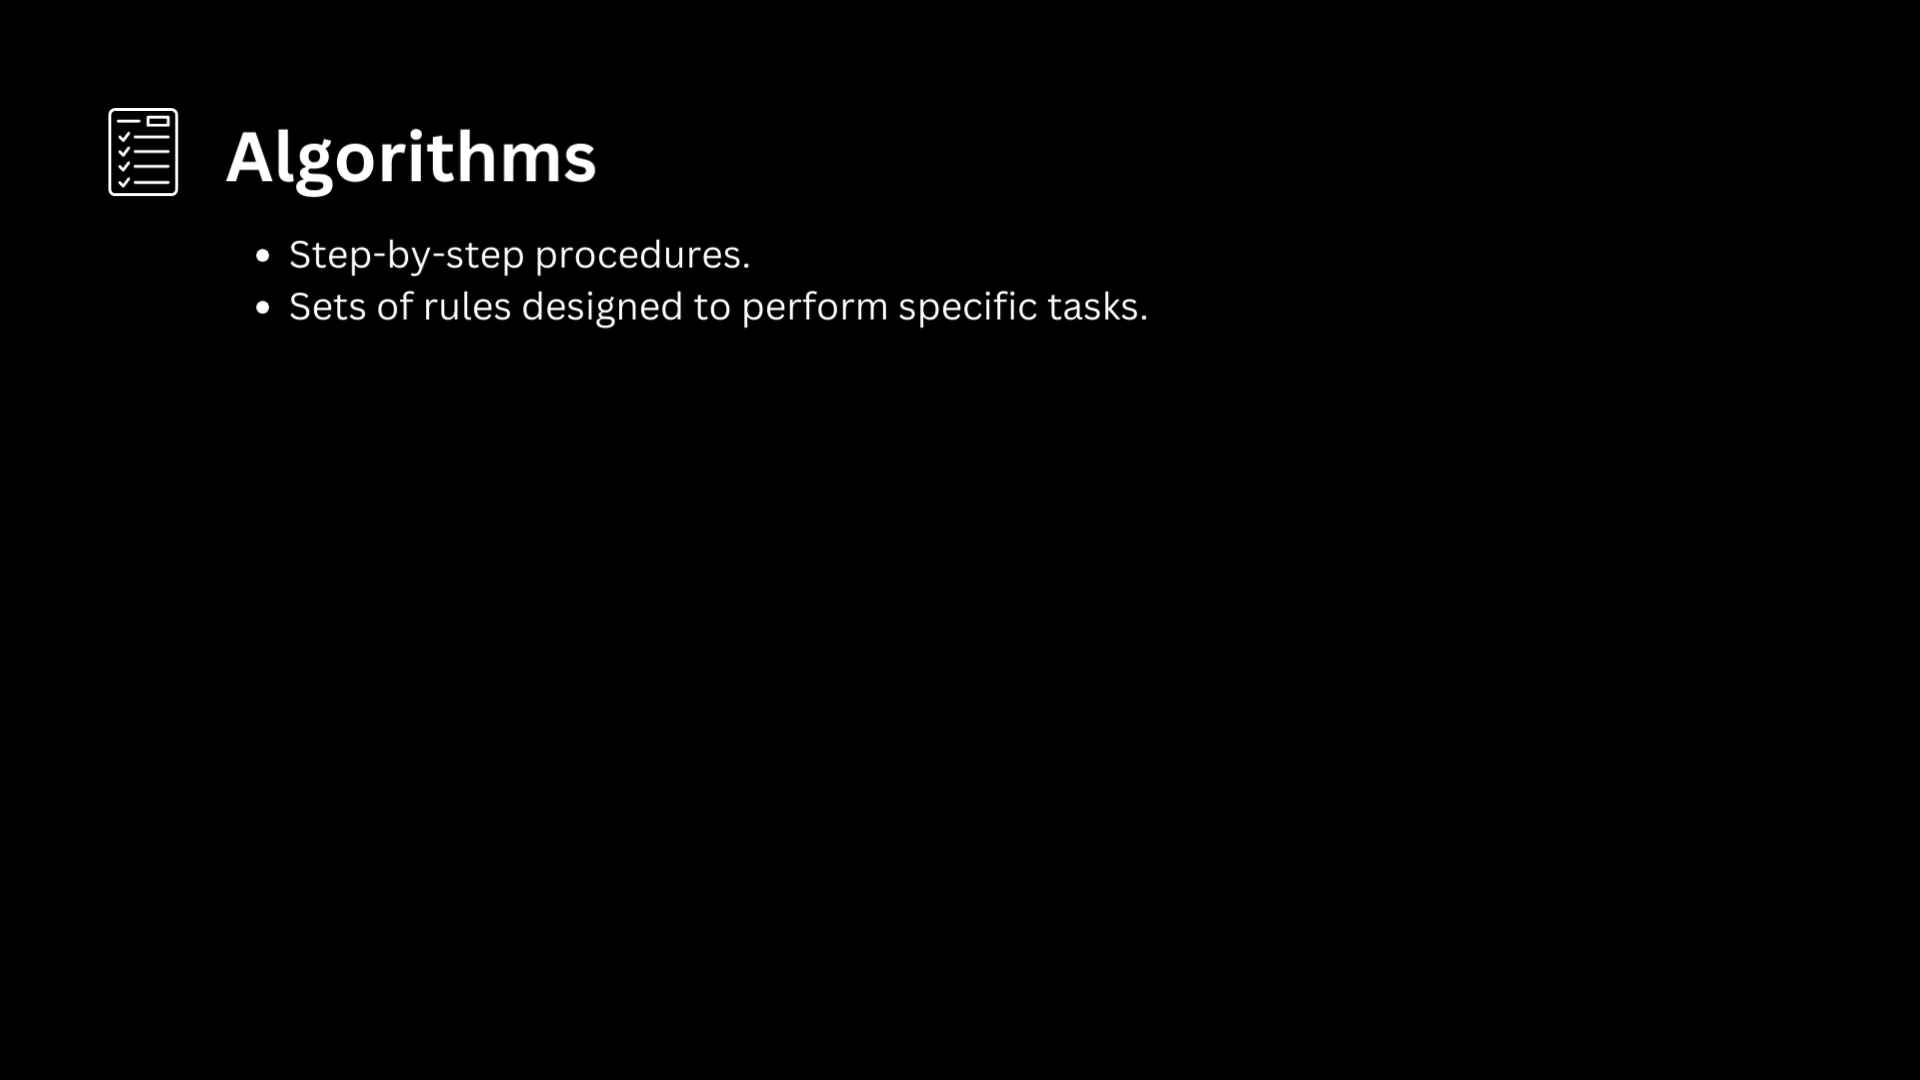 Algorithms
• Step-by-step procedures.
• Sets of rules designed to perform specific tasks.